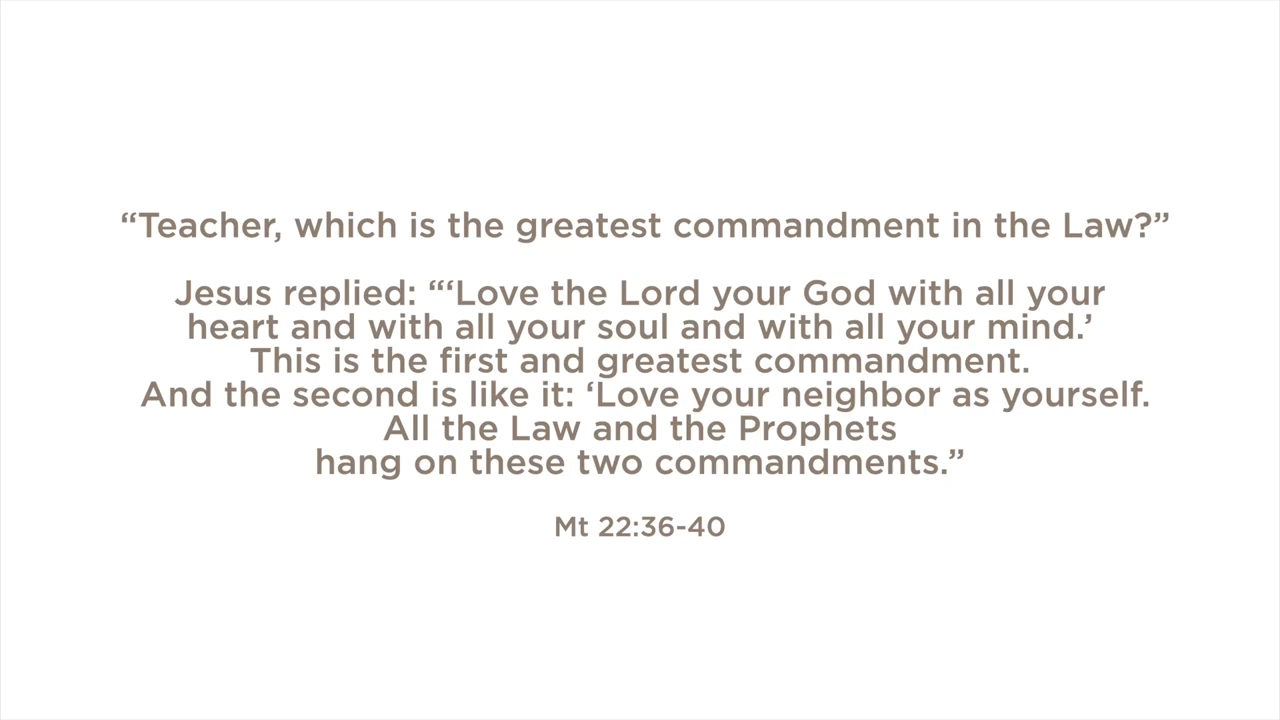 “Teacher, which is the greatest commandment in the Law?”
Jesus replied: “‘Love the Lord your God with all your
heart and with all your soul and with all your mind.’
This is the first and greatest commandment.
And the second is like it: ‘Love your neighbor as yourself.
All the Law and the Prophets
hang on these two commandments.”
Mt 22:36-40